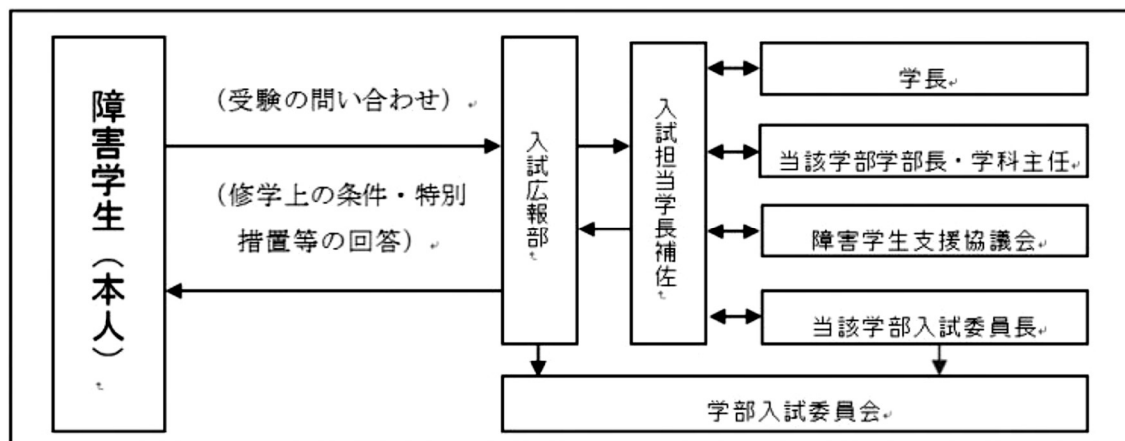 障害学生（本人）
（受験の問い合わせ）
（修学上の条件・特別
措置等の回答）
入試広報部
入試担当学長補佐
学長
当該学部学部長・学科主任
障害学生支援協議会
当該学部入試委員長
学部入試委員会